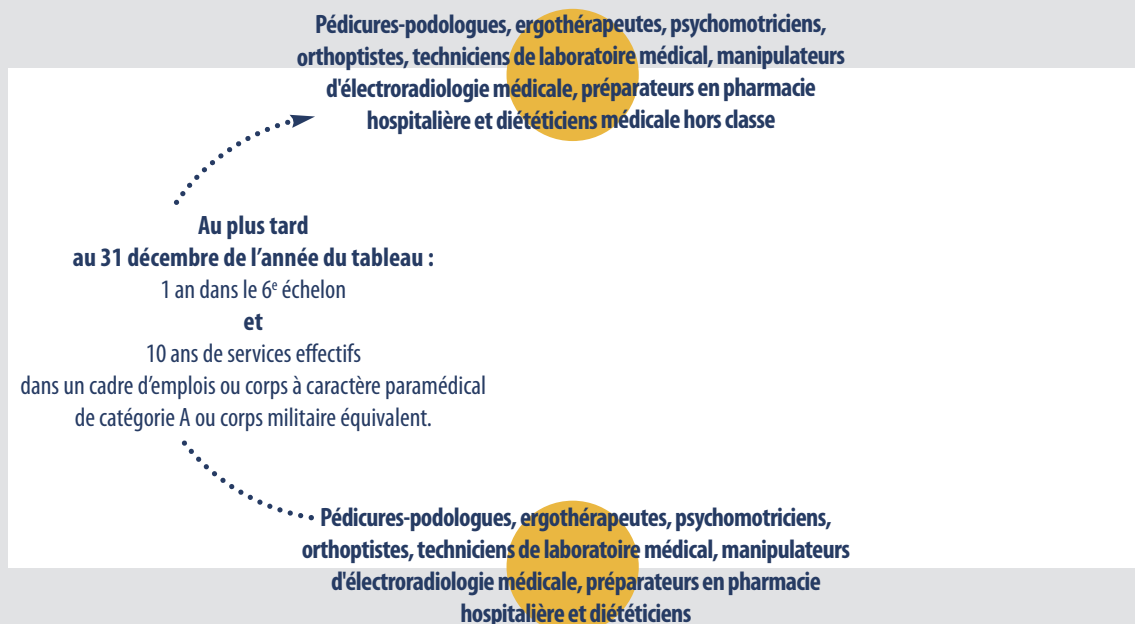 Pédicures-podologues, ergothérapeutes, psychomotriciens,
orthoptistes, techniciens de laboratoire médical, manipulateurs
d'électroradiologie médicale, préparateurs en pharmacie
hospitalière et diététiciens médicale hors classe
Au plus tard
au 31 décembre de l’année du tableau :
1 an dans le 6e échelon
et
10 ans de services effectifs
dans un cadre d’emplois ou corps à caractère paramédical
de catégorie A ou corps militaire équivalent.
Pédicures-podologues, ergothérapeutes, psychomotriciens,
orthoptistes, techniciens de laboratoire médical, manipulateurs
d'électroradiologie médicale, préparateurs en pharmacie
hospitalière et diététiciens